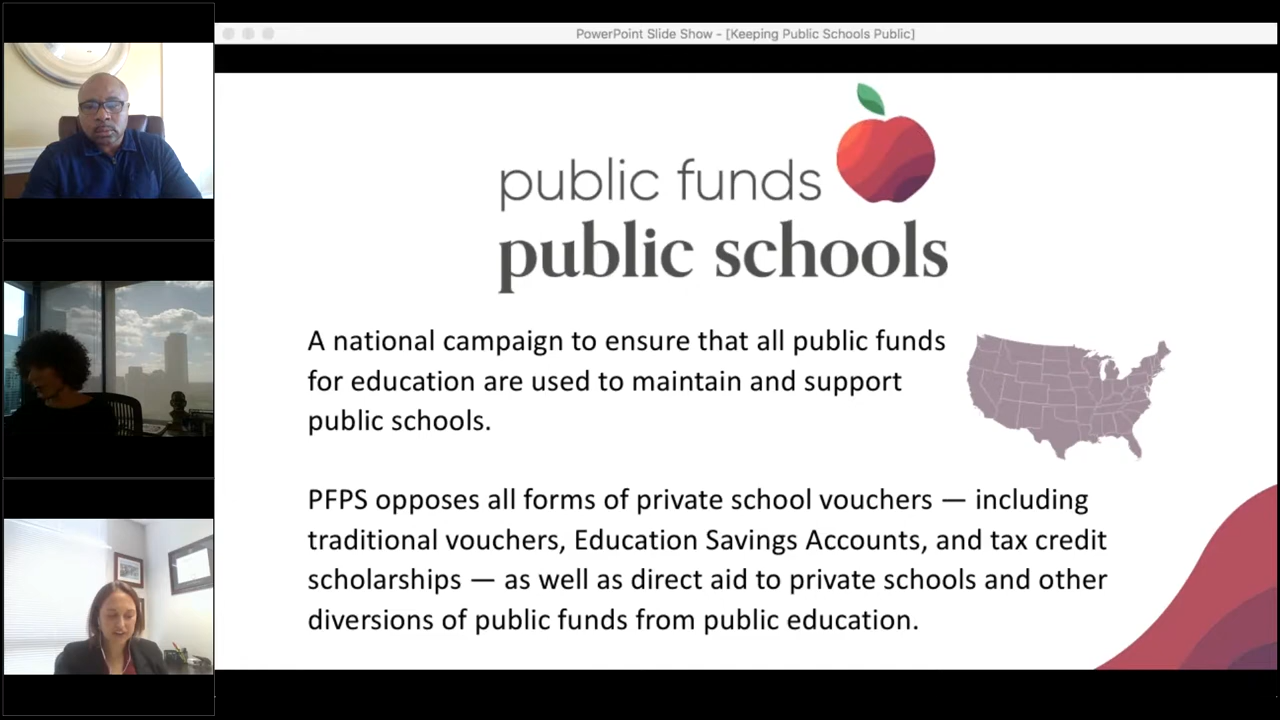 PowerPoint Slide Show - [Keeping Public Schools Public]
public funds
public schools
A national campaign to ensure that all public funds
for education are used to maintain and support
public schools.
PFPS opposes all forms of private school vouchers — including
traditional vouchers, Education Savings Accounts, and tax credit
scholarships — as well as direct aid to private schools and other
diversions of public funds from public education.